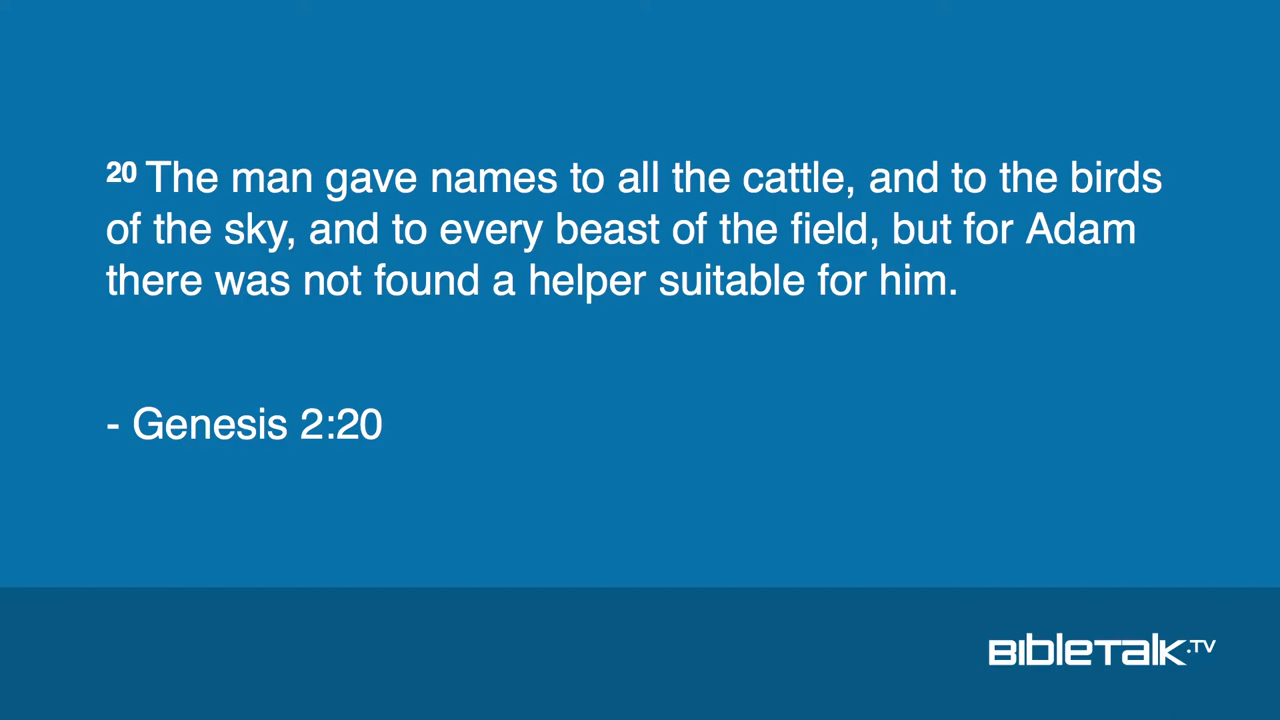 20 The man gave names to all the cattle, and to the birds
of the sky, and to every beast of the field, but for Adam
there was not found a helper suitable for him.
- Genesis 2:20
BIBLETALK.TV